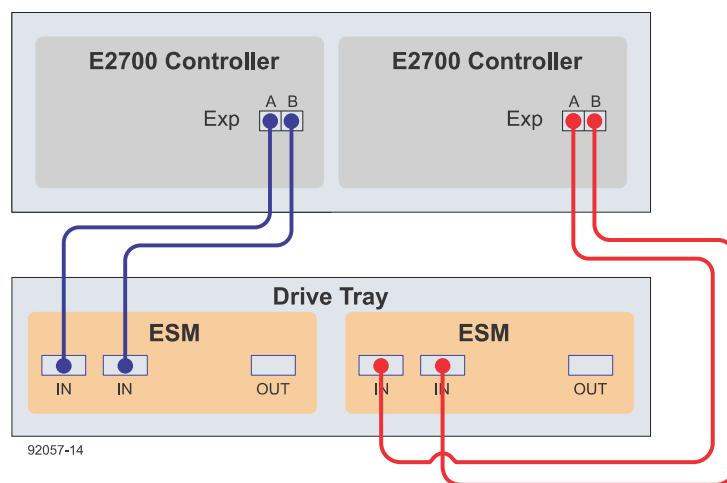 E2700 Controller
E2700 Controller
A B
Exp
A B
Exp
Drive Tray
ESM
ESM
IN
IN
OUT
IN
IN
OUT
92057-14